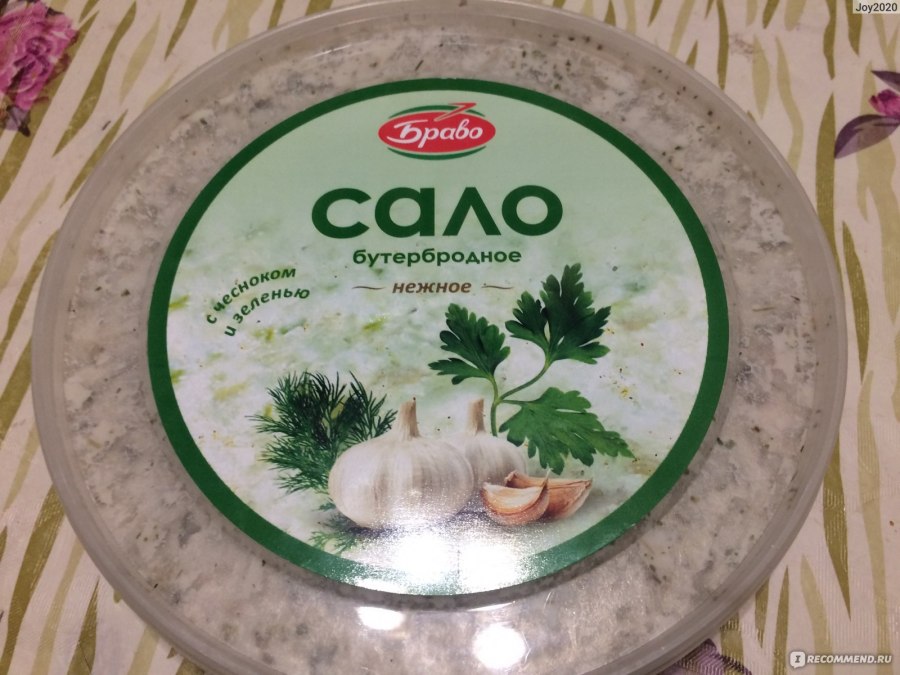 Joy2020
Браво
сало
бутербродное
нежное
с чесноком
и зеленью
I RECOMMEND.RU